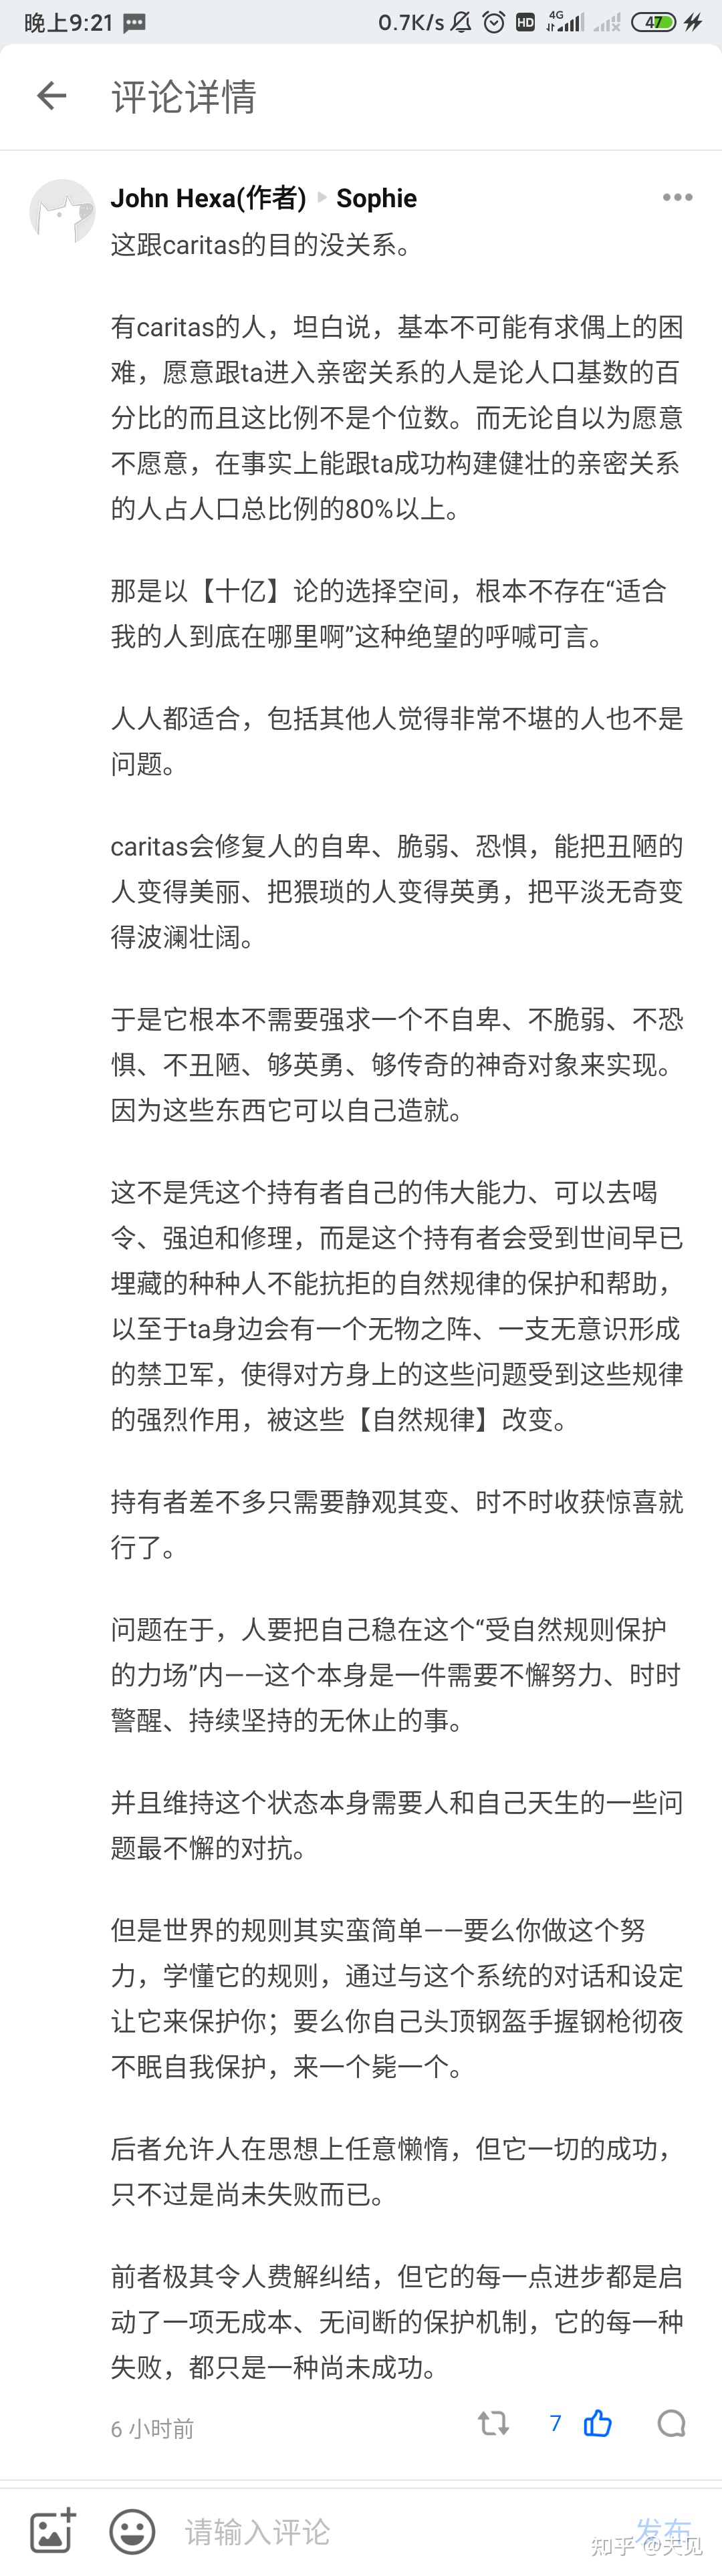 晚上9:21
0.7K/s
HD
4G
47
评论详情
John Hexa(作者) Sophie
这跟caritas的目的没关系。
有caritas的人，坦白说，基本不可能有求偶上的困
难，愿意跟ta进入亲密关系的人是论人口基数的百
分比的而且这比例不是个位数。而无论自以为愿意
不愿意，在事实上能跟ta成功构建健壮的亲密关系
的人占人口总比例的80%以上。
那是以【十亿】论的选择空间，根本不存在“适合
我的人到底在哪里啊”这种绝望的呼喊可言。
人人都适合，包括其他人觉得非常不堪的人也不是
问题。
caritas会修复人的自卑、脆弱、恐惧，能把丑陋的
人变得美丽、把猥琐的人变得英勇，把平淡无奇变
得波澜壮阔。
于是它根本不需要强求一个不自卑、不脆弱、不恐
惧、不丑陋、够英勇、够传奇的神奇对象来实现。
因为这些东西它可以自己造就。
这不是凭这个持有者自己的伟大能力、可以去喝
令、强迫和修理，而是这个持有者会受到世间早已
埋藏的种种人不能抗拒的自然规律的保护和帮助，
以至于ta身边会有一个无物之阵、一支无意识形成
的禁卫军，使得对方身上的这些问题受到这些规律
的强烈作用，被这些【自然规律】改变。
持有者差不多只需要静观其变、时不时收获惊喜就
行了。
问题在于，人要把自己稳在这个“受自然规则保护
的力场”内——这个本身是一件需要不懈努力、时时
警醒、持续坚持的无休止的事。
并且维持这个状态本身需要人和自己天生的一些问
题最不懈的对抗。
但是世界的规则其实蛮简单——要么你做这个努
力，学懂它的规则，通过与这个系统的对话和设定
让它来保护你；要么你自己头顶钢盔手握钢枪彻夜
不眠自我保护，来一个毙一个。
后者允许人在思想上任意懒惰，但它一切的成功，
只不过是尚未失败而已。
前者极其令人费解纠结，但它的每一点进步都是启
动了一项无成本、无间断的保护机制，它的每一种
失败，都只是一种尚未成功。
6 小时前
7
请输入评论
发布
知乎 @天见